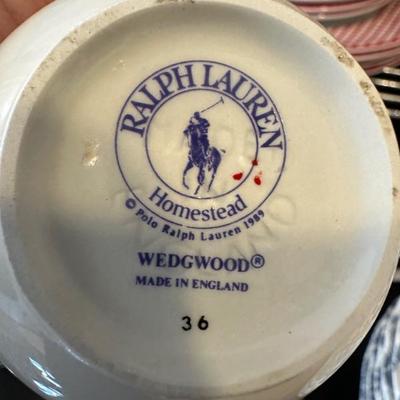 RALPH LAUREN
Homestead
© Polo Ralph Lauren 1989
WEDGWOOD®
MADE IN ENGLAND
36